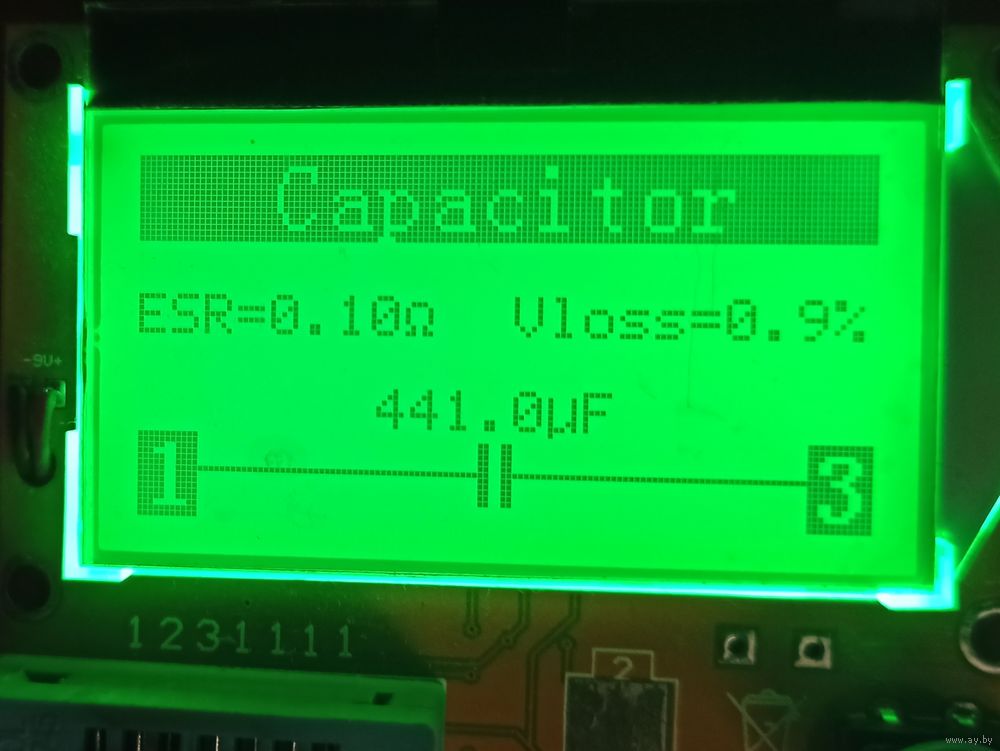 Capacitor
ESR=0.10Ω Vloss=0.9%
-9V+
441.0µF
1 3
1231111
2
www.ay.by